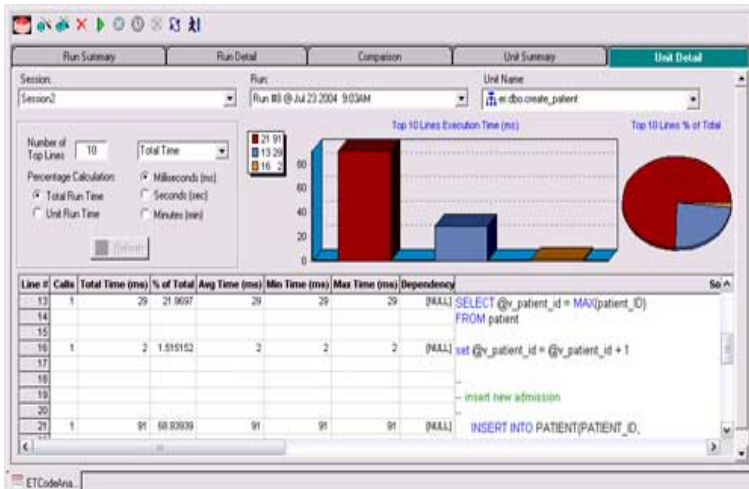 Run Summary
Run Detail
Comparison
Unit Summary
Unit Detail
Session:
Run:
Unit Name
Session2
Run #8 @ Jul 23 2004 9:03AM
er.dbo.create_patient
Number of Top Lines
10
Total Time
Percentage Calculation:
Total Run Time
Unit Run Time
Milliseconds (ms)
Seconds (sec)
Minutes (min)
Refresh
21 91
13 29
16 2
Top 10 Lines Execution Time (ms)
80
60
40
20
0
Top 10 Lines % of Total
Line # Calls Total Time (ms) % of Total Avg Time (ms) Min Time (ms) Max Time (ms) Dependency So
13 1 29 21.9697 29 29 29 [NULL] SELECT @v_patient_id = MAX(patient_ID)
14 FROM patient
15
16 1 2 1.515152 2 2 2 [NULL] set @v_patient_id = @v_patient_id + 1
17
18 --
19 -- insert new admission
20 --
21 1 91 68.93939 91 91 91 [NULL] INSERT INTO PATIENT(PATIENT_ID,
ETCodeAna...